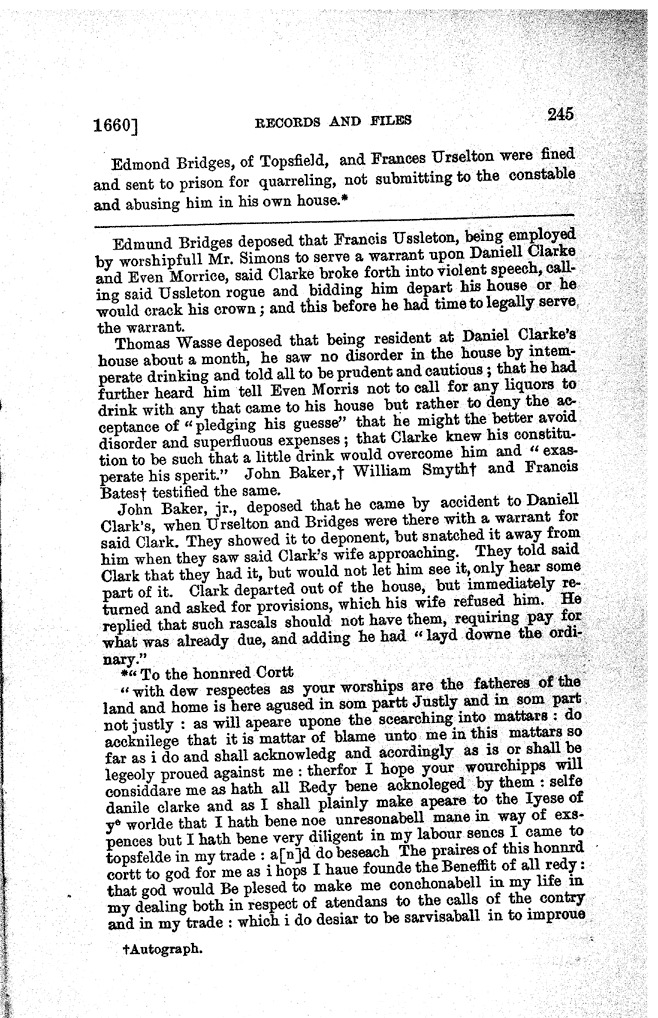 1660]
RECORDS AND FILES
245
Edmond Bridges, of Topsfield, and Frances Urselton were fined
and sent to prison for quarreling, not submitting to the constable
and abusing him in his own house.*
Edmund Bridges deposed that Francis Ussleton, being employed
by worshipfull Mr. Simons to serve a warrant upon Daniell Clarke
and Even Morrice, said Clarke broke forth into violent speech, call-
ing said Ussleton rogue and bidding him depart his house or he
would crack his crown; and this before he had time to legally serve
the warrant.
Thomas Wasse deposed that being resident at Daniel Clarke's
house about a month, he saw no disorder in the house by intem-
perate drinking and told all to be prudent and cautious; that he had
further heard him tell Even Morris not to call for any liquors to
drink with any that came to his house but rather to deny the ac-
ceptance of "pledging his guesse" that he might the better avoid
disorder and superfluous expenses; that Clarke knew his constitu-
tion to be such that a little drink would overcome him and "exas-
perate his sperit." John Baker,† William Smyth† and Francis
Bates† testified the same.
John Baker, jr., deposed that he came by accident to Daniell
Clark's, when Urselton and Bridges were there with a warrant for
said Clark. They showed it to deponent, but snatched it away from
him when they saw said Clark's wife approaching. They told said
Clark that they had it, but would not let him see it, only hear some
part of it. Clark departed out of the house, but immediately re-
turned and asked for provisions, which his wife refused him. He
replied that such rascals should not have them, requiring pay for
what was already due, and adding he had "layd downe the ordi-
nary."
*"To the honnred Cortt
"with dew respectes as your worships are the fatheres of the
land and home is here agused in som partt Justly and in som part
not justly : as will apeare upone the scearching into mattars : do
accknilege that it is mattar of blame unto me in this mattars so
far as i do and shall acknowledg and acordingly as is or shall be
legeoly proued against me : therfor I hope your wourchipps will
considdare me as hath all Redy bene acknoleged by them : selfe
danile clarke and as I shall plainly make apeare to the Iyese of
yᵉ worlde that I hath bene noe unresonabell mane in way of exs-
pences but I hath bene very diligent in my labour sencs I came to
topsfelde in my trade : a[n]d do beseach The praires of this honnrd
cortt to god for me as i hops I haue founde the Beneffit of all redy :
that god would Be plesed to make me conchonabell in my life in
my dealing both in respect of atendans to the calls of the contry
and in my trade : which i do desiar to be sarvisaball in to improue
†Autograph.